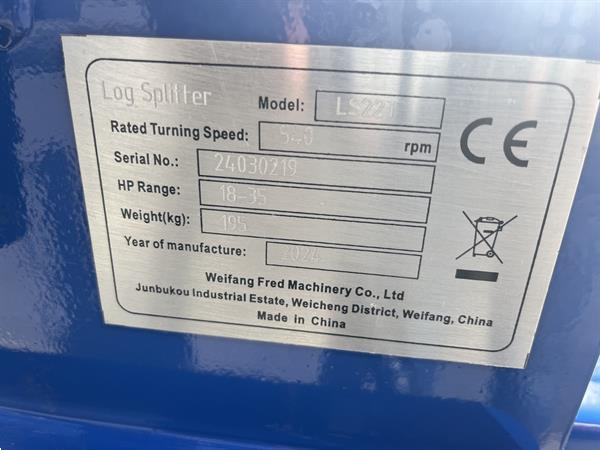 Log Splitter Model: LS22T
Rated Turning Speed: 540 rpm
Serial No.: 24030219
HP Range: 18-35
Weight(kg): 195
Year of manufacture: 2024
CE
Weifang Fred Machinery Co., Ltd
Junbukou Industrial Estate, Weicheng District, Weifang, China
Made in China